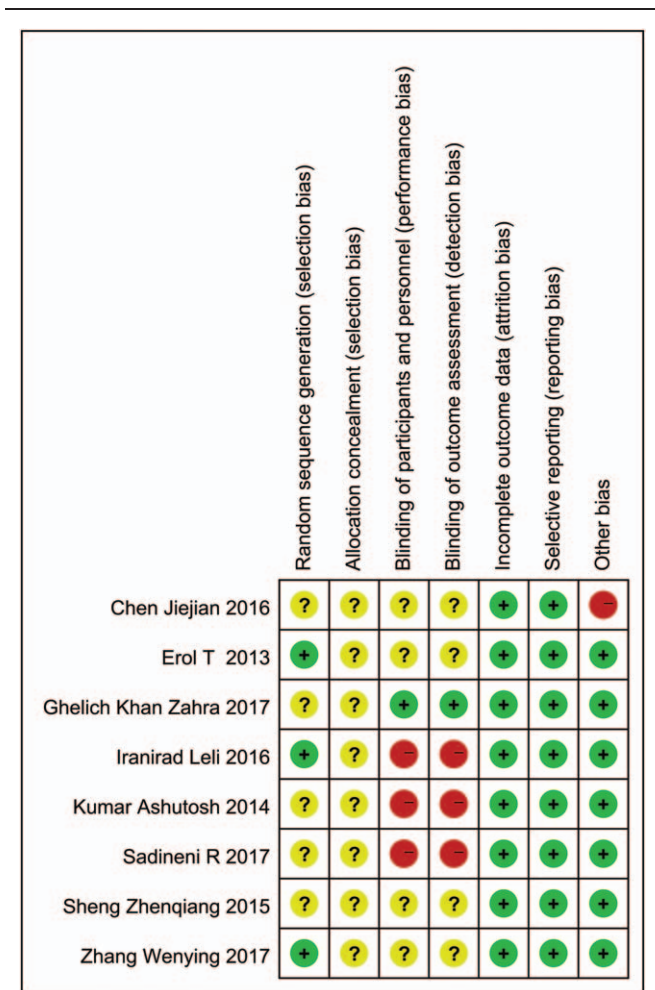 Random sequence generation (selection bias)
Allocation concealment (selection bias)
Blinding of participants and personnel (performance bias)
Blinding of outcome assessment (detection bias)
Incomplete outcome data (attrition bias)
Selective reporting (reporting bias)
Other bias
Chen Jiejian 2016 ? ? ? ? + + -
Erol T 2013 + ? ? ? + + +
Ghelich Khan Zahra 2017 ? ? + + + + +
Iranirad Leli 2016 + ? - - + + +
Kumar Ashutosh 2014 ? ? - - + + +
Sadineni R 2017 ? ? - - + + +
Sheng Zhenqiang 2015 ? ? ? ? + + +
Zhang Wenying 2017 + ? ? ? + + +